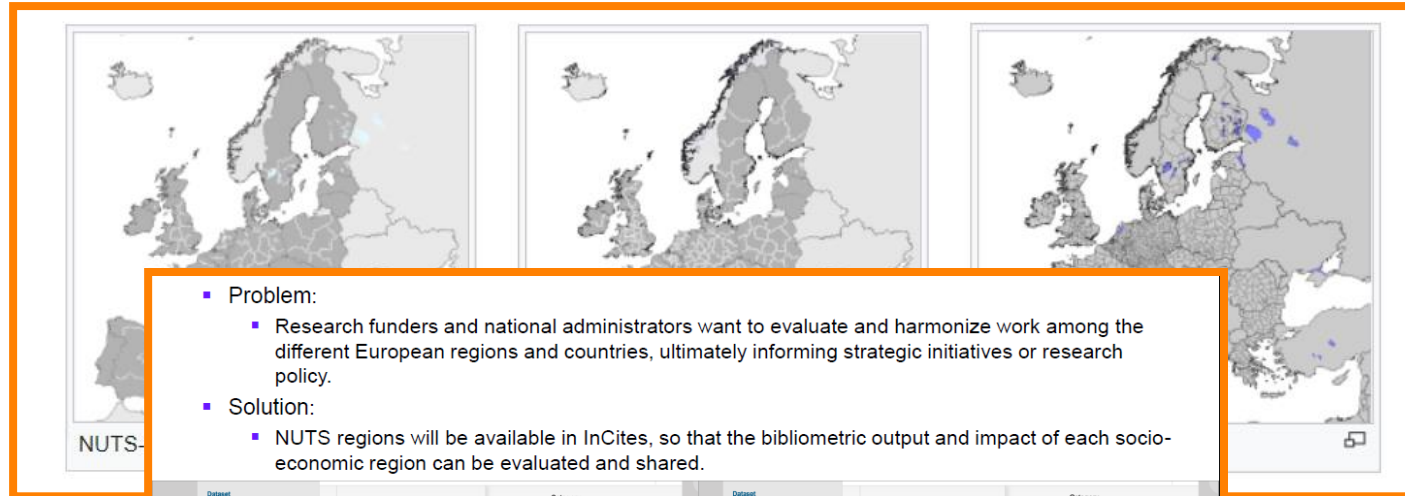 Problem:
Research funders and national administrators want to evaluate and harmonize work among the
different European regions and countries, ultimately informing strategic initiatives or research
policy.
Solution:
NUTS regions will be available in InCites, so that the bibliometric output and impact of each socio-
economic region can be evaluated and shared.
NUTS-
Dataset
Dataset